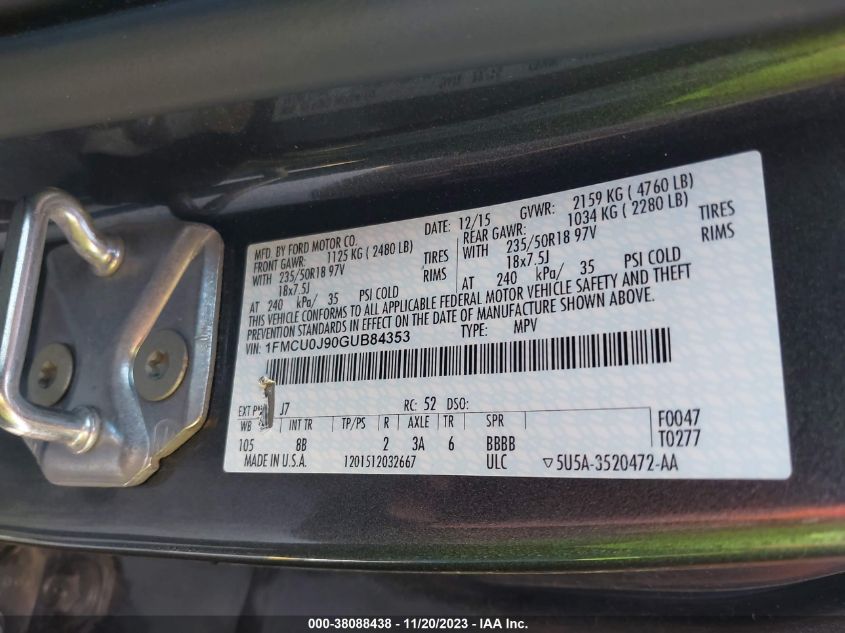 MFD. BY FORD MOTOR CO. DATE: 12/15 GVWR: 2159 KG ( 4760 LB)
FRONT GAWR: 1125 KG ( 2480 LB) REAR GAWR: 1034 KG ( 2280 LB)
WITH 235/50R18 97V TIRES WITH 235/50R18 97V TIRES
18x7.5J RIMS 18x7.5J RIMS
AT 240 kPa/ 35 PSI COLD AT 240 kPa/ 35 PSI COLD
THIS VEHICLE CONFORMS TO ALL APPLICABLE FEDERAL MOTOR VEHICLE SAFETY AND THEFT
PREVENTION STANDARDS IN EFFECT ON THE DATE OF MANUFACTURE SHOWN ABOVE.
VIN: 1FMCU0J90GUB84353 TYPE: MPV
EXT J7 RC: 52 DSO:
WB INT TR TP/PS R AXLE TR SPR F0047
105 8B 2 3A 6 BBBB T0277
MADE IN U.S.A. 1201512032667 ULC ▽5U5A-3520472-AA
000-38088438 - 11/20/2023 - IAA Inc.